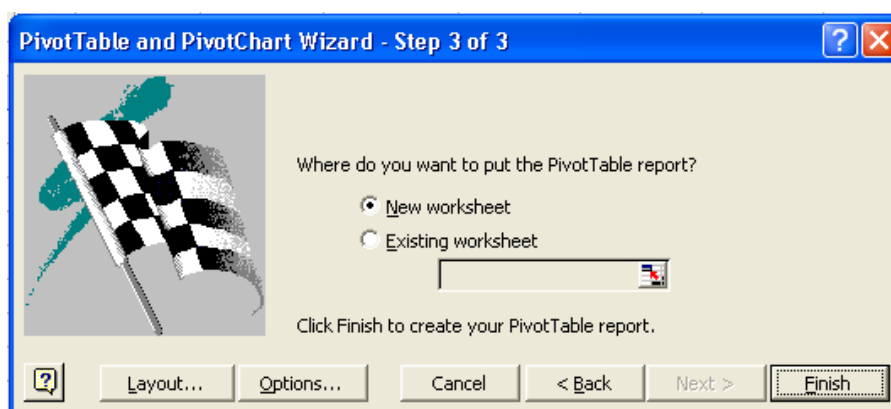 PivotTable and PivotChart Wizard - Step 3 of 3
Where do you want to put the PivotTable report?
New worksheet
Existing worksheet
Click Finish to create your PivotTable report.
Layout... Options... Cancel < Back Next > Finish